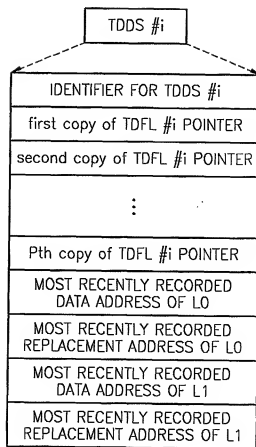 TDDS #i
IDENTIFIER FOR TDDS #i
first copy of TDFL #i POINTER
second copy of TDFL #i POINTER
⋮
Pth copy of TDFL #i POINTER
MOST RECENTLY RECORDED
DATA ADDRESS OF L0
MOST RECENTLY RECORDED
REPLACEMENT ADDRESS OF L0
MOST RECENTLY RECORDED
DATA ADDRESS OF L1
MOST RECENTLY RECORDED
REPLACEMENT ADDRESS OF L1